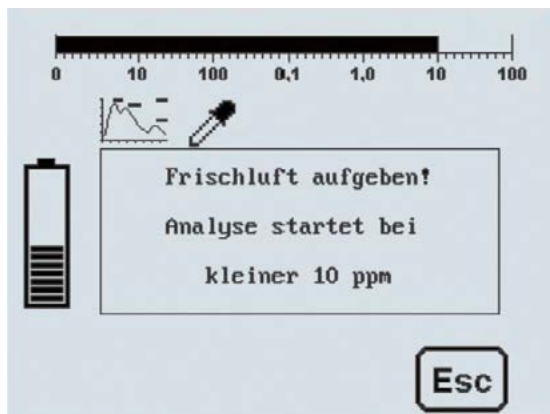 0 10 100 0,1 1,0 10 100
Frischluft aufgeben!
Analyse startet bei
kleiner 10 ppm
Esc